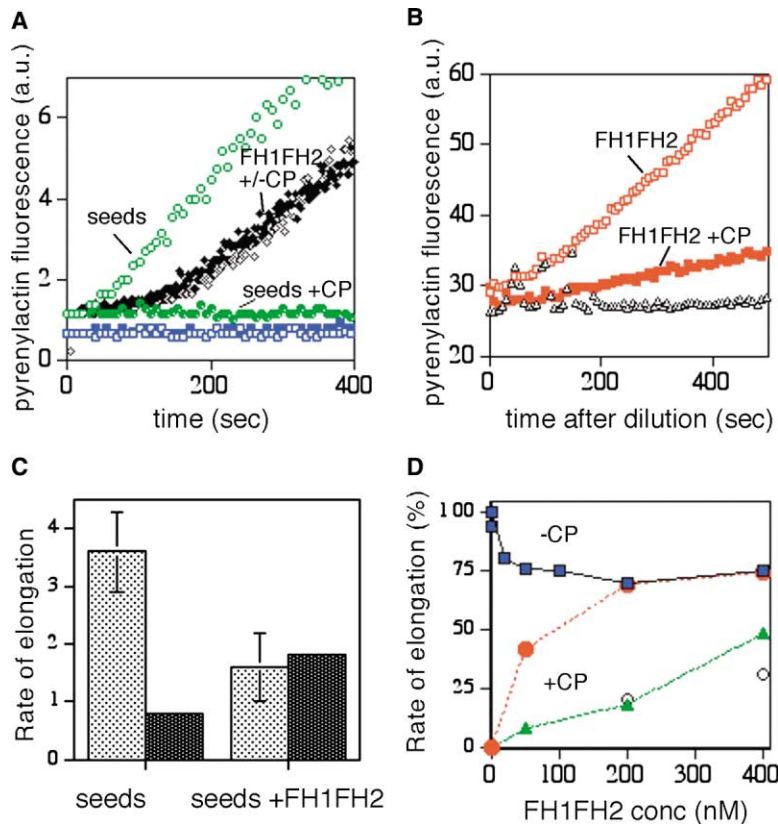 A
pyrenylactin fluorescence (a.u.)
6
4
2
0
0
200
400
time (sec)
seeds
FH1FH2
+/-CP
seeds +CP
B
pyrenylactin fluorescence (a.u.)
60
50
40
30
20
0
200
400
time after dilution (sec)
FH1FH2
FH1FH2 +CP
C
Rate of elongation
4
3
2
1
0
seeds
seeds +FH1FH2
D
Rate of elongation (%)
100
75
50
25
0
0
100
200
300
400
FH1FH2 conc (nM)
-CP
+CP